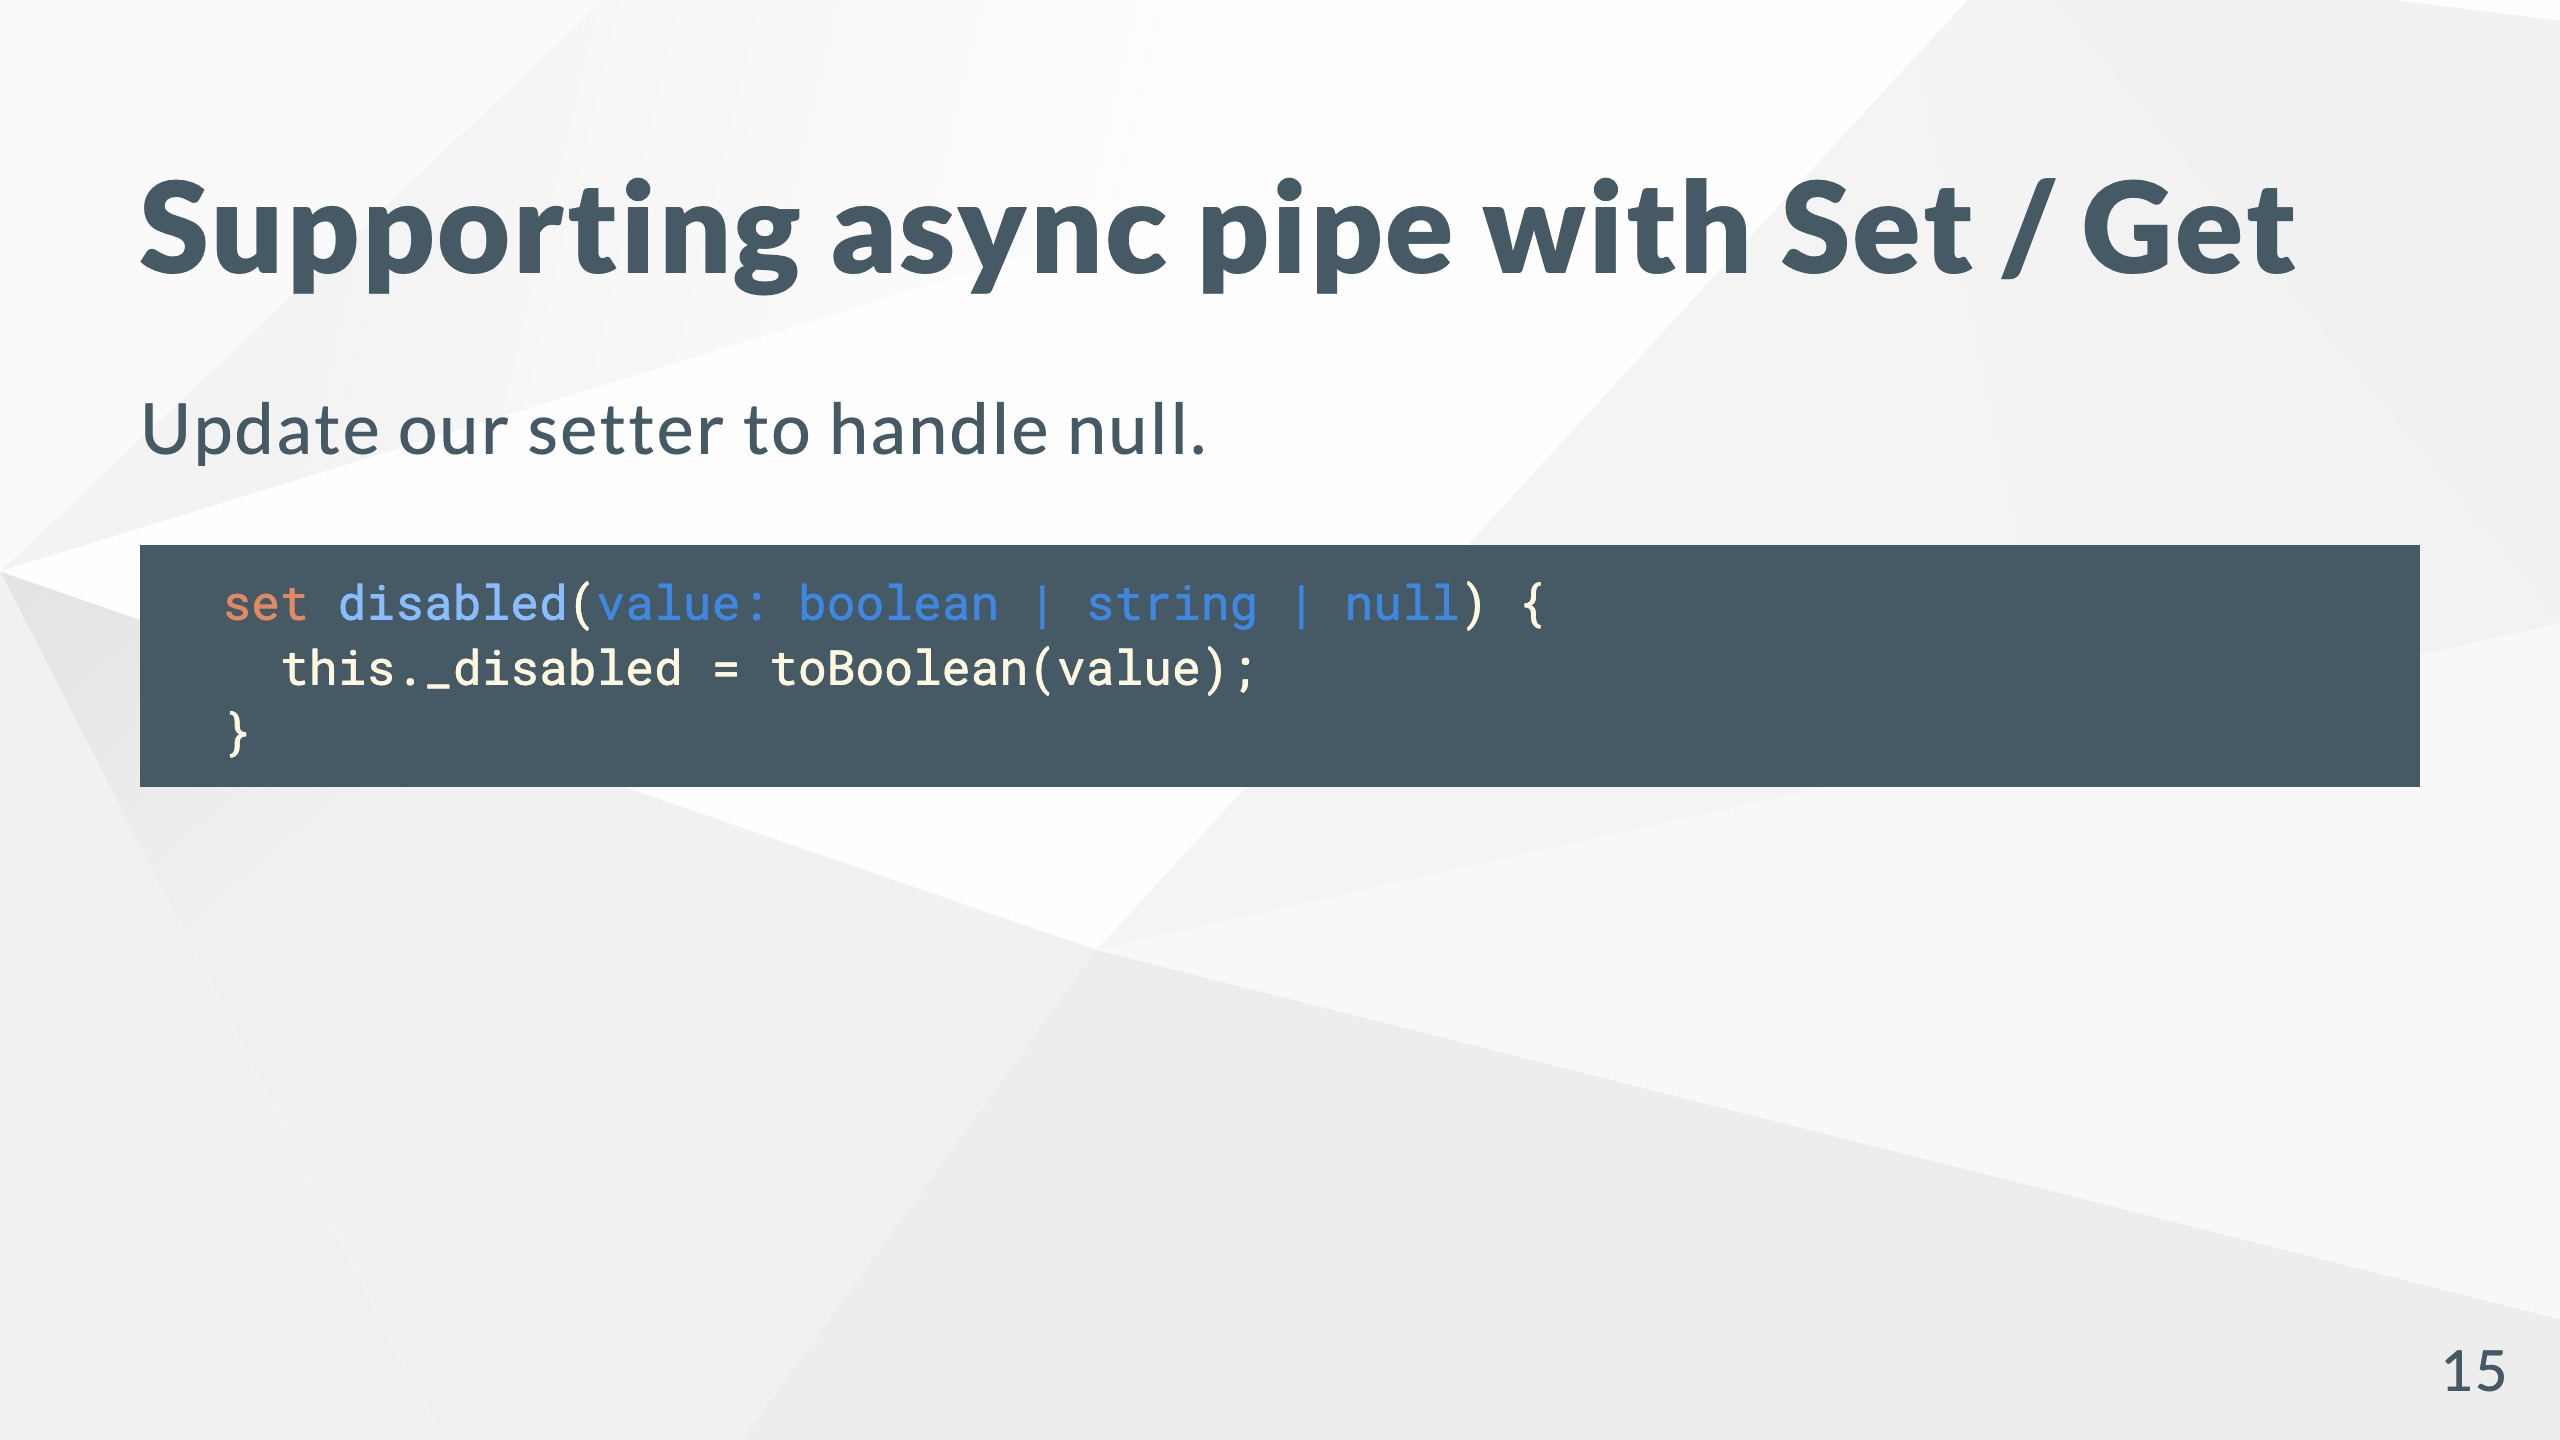 Supporting async pipe with Set / Get
Update our setter to handle null.
set disabled(value: boolean | string | null) {
  this._disabled = toBoolean(value);
}
15